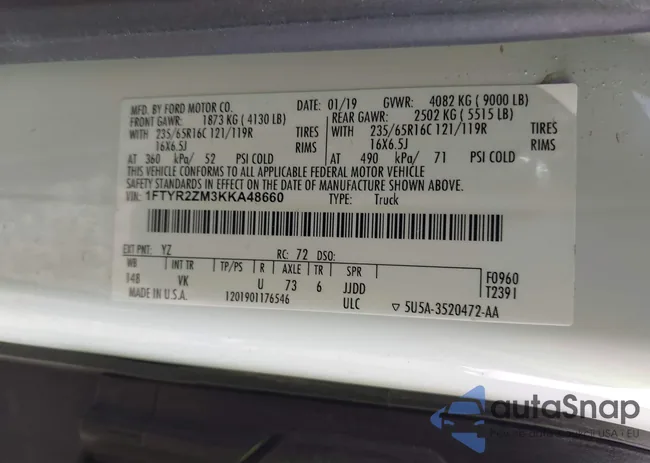 MFD. BY FORD MOTOR CO. DATE: 01/19 GVWR: 4082 KG ( 9000 LB)
FRONT GAWR: 1873 KG ( 4130 LB) REAR GAWR: 2502 KG ( 5515 LB)
WITH 235/65R16C 121/119R TIRES WITH 235/65R16C 121/119R TIRES
16X6.5J RIMS 16X6.5J RIMS
AT 360 kPa/ 52 PSI COLD AT 490 kPa/ 71 PSI COLD
THIS VEHICLE CONFORMS TO ALL APPLICABLE FEDERAL MOTOR VEHICLE
SAFETY STANDARDS IN EFFECT ON THE DATE OF MANUFACTURE SHOWN ABOVE.
VIN: 1FTYR2ZM3KKA48660 TYPE: Truck
EXT PNT: YZ RC: 72 DSO:
WB INT TR TP/PS R AXLE TR SPR F0960
148 VK U 73 6 JJDD T2391
MADE IN U.S.A. 1201901176546 ULC ▽ 5U5A-3520472-AA
autoSnap